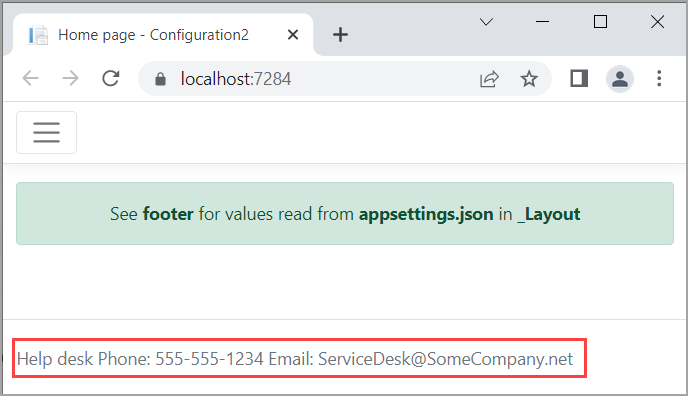 Home page - Configuration2
localhost:7284
See footer for values read from appsettings.json in _Layout
Help desk Phone: 555-555-1234 Email: ServiceDesk@SomeCompany.net